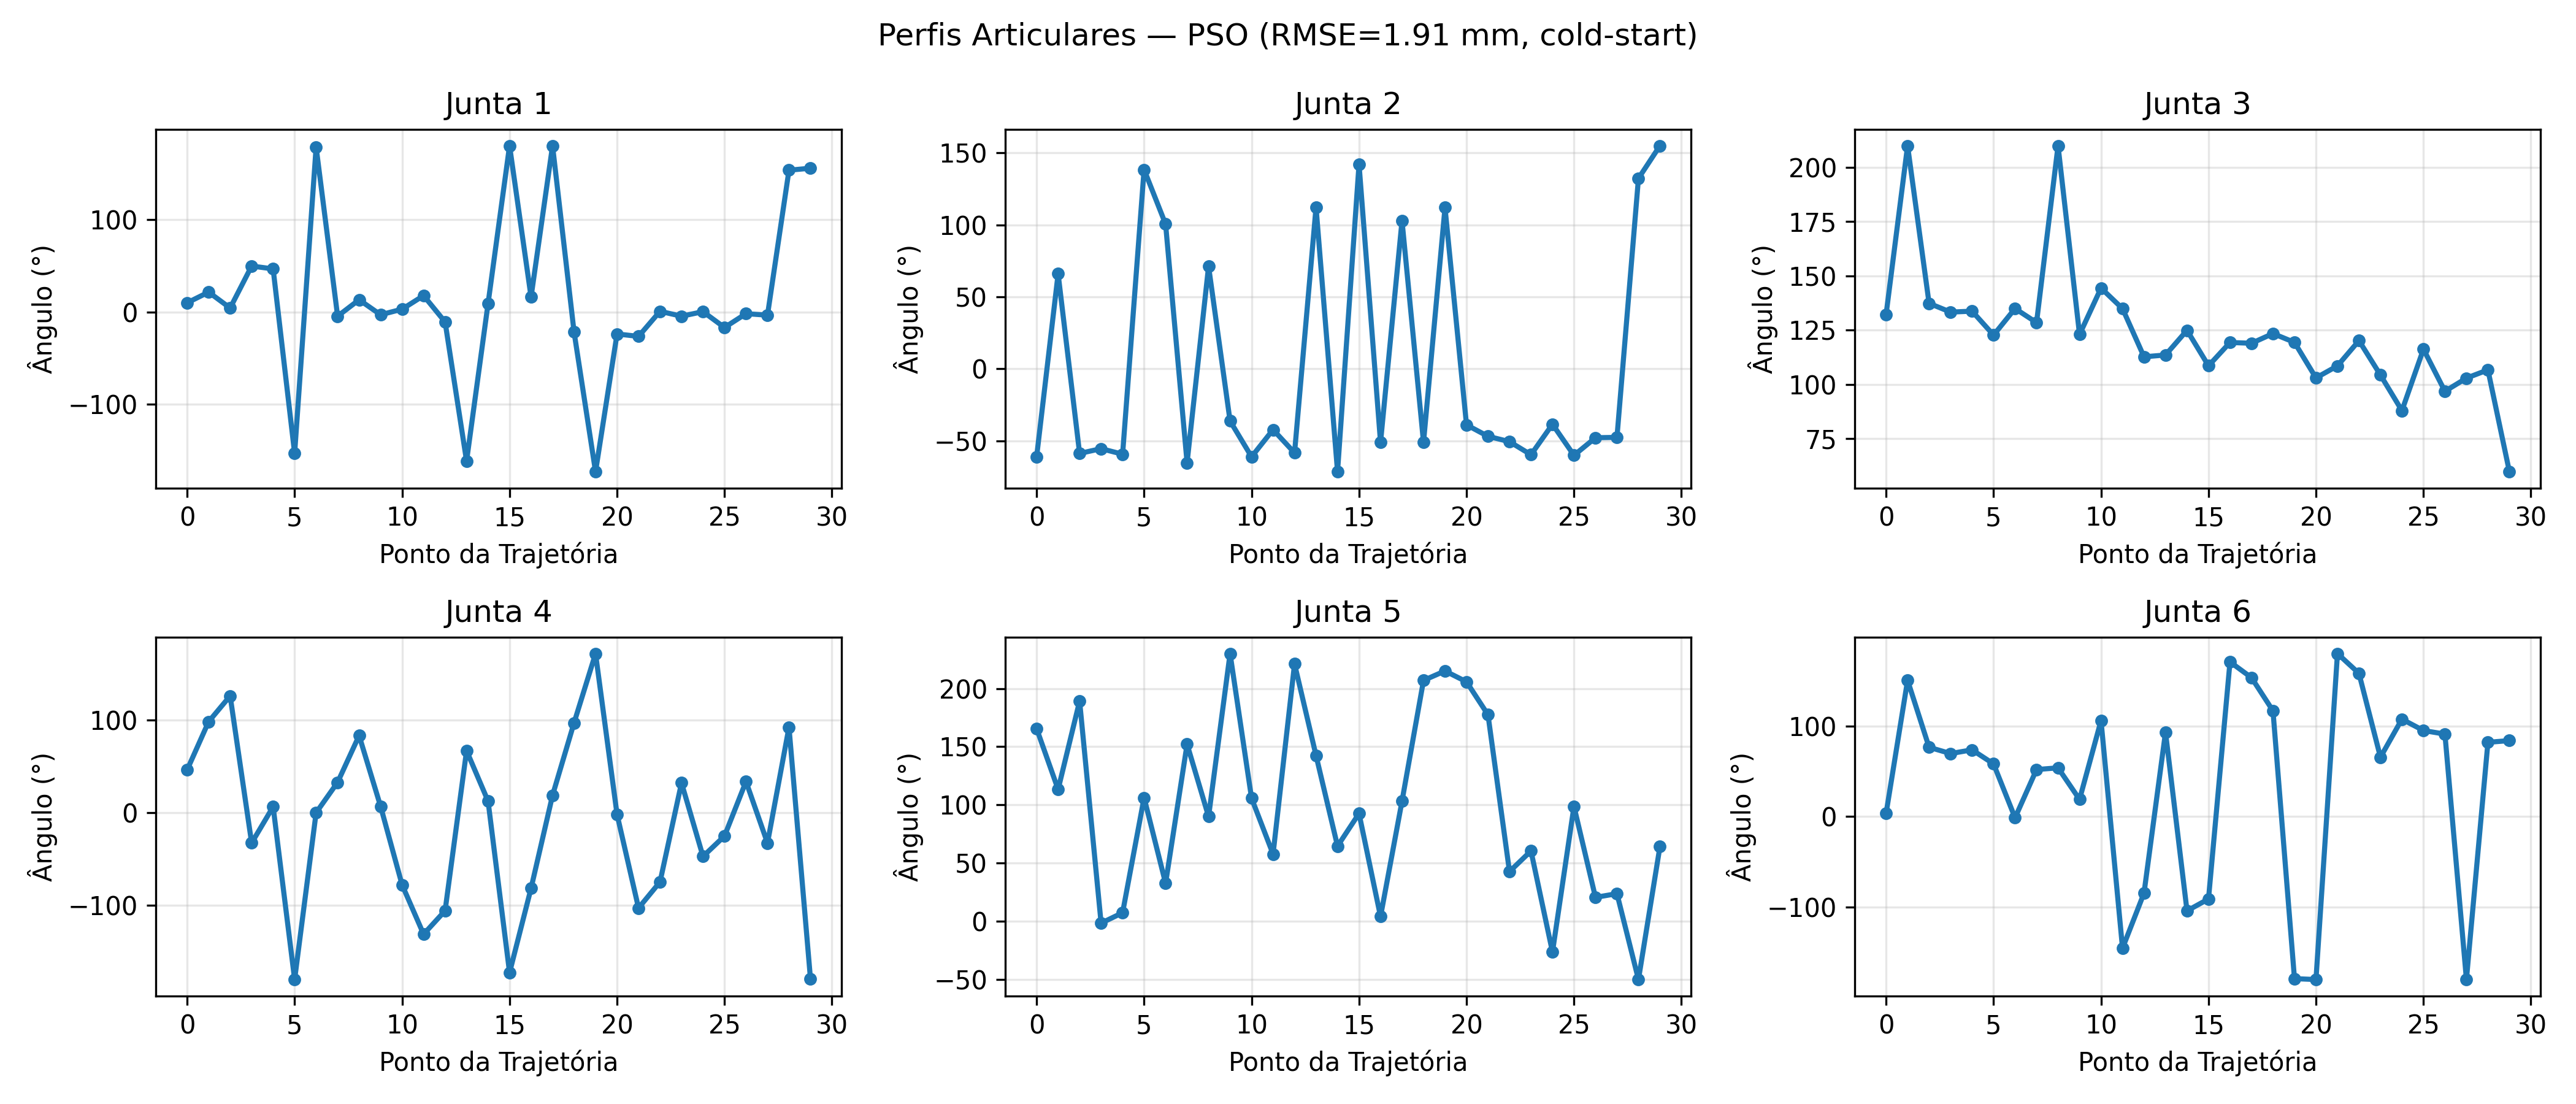 Perfis Articulares — PSO (RMSE=1.91 mm, cold-start)
Junta 1
Junta 2
Junta 3
Ângulo (°)
100
0
−100
0 5 10 15 20 25 30
Ponto da Trajetória
Ângulo (°)
150
100
50
0
−50
0 5 10 15 20 25 30
Ponto da Trajetória
Ângulo (°)
200
175
150
125
100
75
0 5 10 15 20 25 30
Ponto da Trajetória
Junta 4
Junta 5
Junta 6
Ângulo (°)
100
0
−100
0 5 10 15 20 25 30
Ponto da Trajetória
Ângulo (°)
200
150
100
50
0
−50
0 5 10 15 20 25 30
Ponto da Trajetória
Ângulo (°)
100
0
−100
0 5 10 15 20 25 30
Ponto da Trajetória